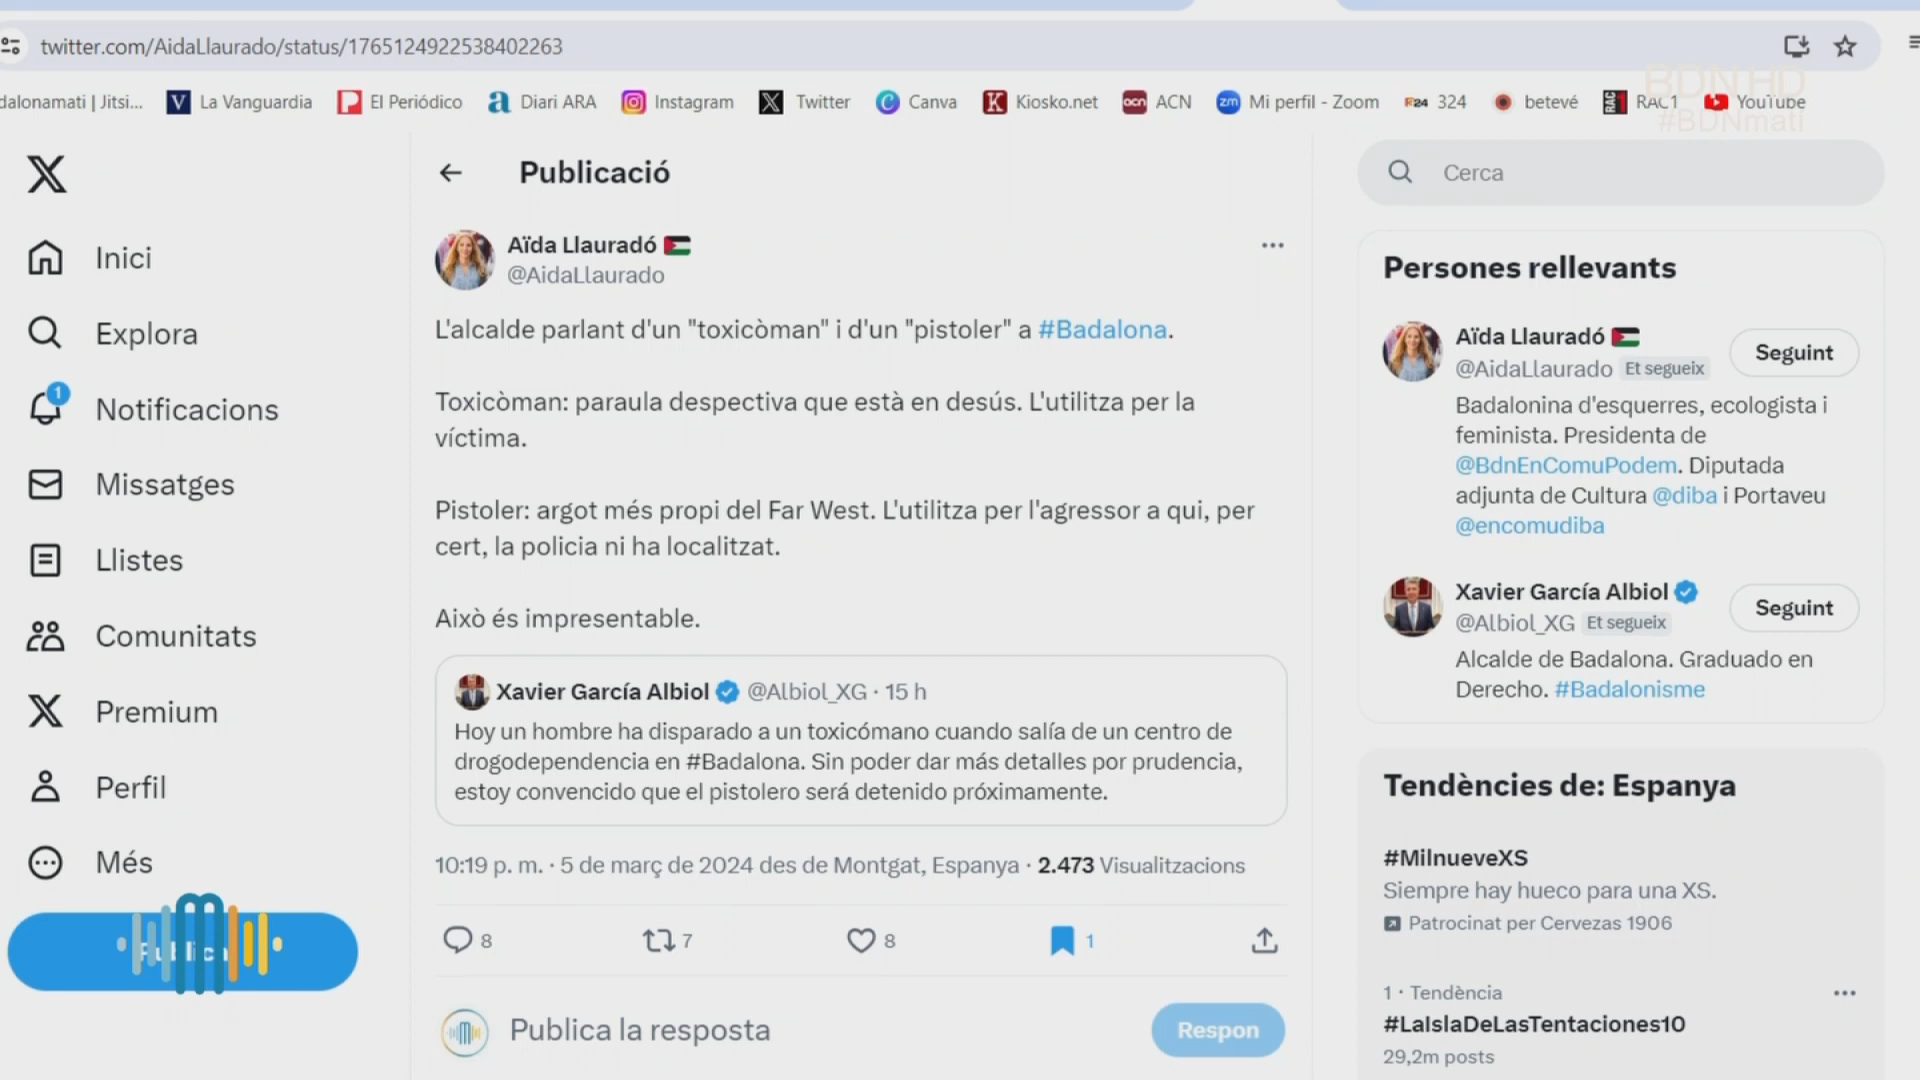 twitter.com/AidaLlaurado/status/1765124922538402263
dalonamati | Jitsi...
La Vanguardia
El Periódico
Diari ARA
Instagram
Twitter
Canva
Kiosko.net
ACN
Mi perfil - Zoom
324
betevé
RAC1
YouTube
BDN HD
#BDNmatí
Inici
Explora
1
Notificacions
Missatges
Llistes
Comunitats
Premium
Perfil
Més
Publicació
Aïda Llauradó
@AidaLlaurado
L'alcalde parlant d'un "toxicòman" i d'un "pistoler" a #Badalona.
Toxicòman: paraula despectiva que està en desús. L'utilitza per la
víctima.
Pistoler: argot més propi del Far West. L'utilitza per l'agressor a qui, per
cert, la policia ni ha localitzat.
Això és impresentable.
Xavier García Albiol @Albiol_XG · 15 h
Hoy un hombre ha disparado a un toxicómano cuando salía de un centro de
drogodependencia en #Badalona. Sin poder dar más detalles por prudencia,
estoy convencido que el pistolero será detenido próximamente.
10:19 p. m. · 5 de març de 2024 des de Montgat, Espanya · 2.473 Visualitzacions
8
7
8
1
Publica la resposta
Respon
Cerca
Persones rellevants
Aïda Llauradó
@AidaLlaurado Et segueix
Seguint
Badalonina d'esquerres, ecologista i
feminista. Presidenta de
@BdnEnComuPodem. Diputada
adjunta de Cultura @diba i Portaveu
@encomudiba
Xavier García Albiol
@Albiol_XG Et segueix
Seguint
Alcalde de Badalona. Graduado en
Derecho. #Badalonisme
Tendències de: Espanya
#MilnueveXS
Siempre hay hueco para una XS.
Patrocinat per Cervezas 1906
1 · Tendència
#LaIslaDeLasTentaciones10
29,2m posts